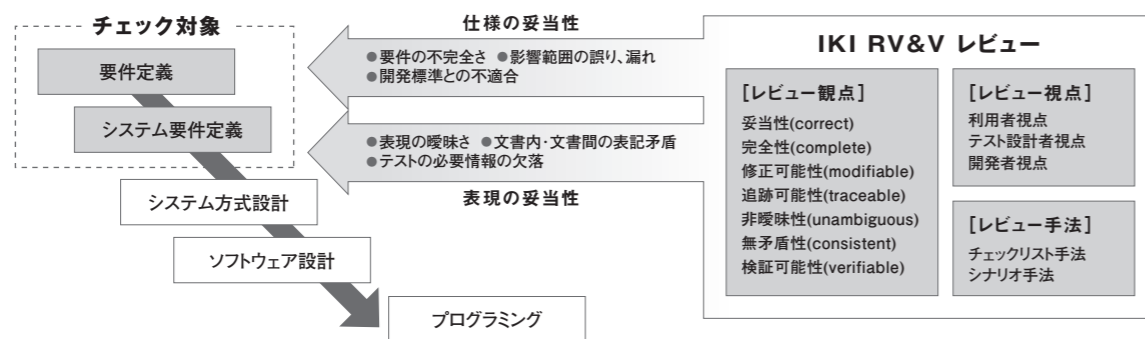 チェック対象
要件定義
システム要件定義
システム方式設計
ソフトウェア設計
プログラミング
仕様の妥当性
●要件の不完全さ ●影響範囲の誤り、漏れ
●開発標準との不適合
●表現の曖昧さ ●文書内・文書間の表記矛盾
●テストの必要情報の欠落
表現の妥当性
IKI RV&V レビュー
[レビュー観点]
妥当性(correct)
完全性(complete)
修正可能性(modifiable)
追跡可能性(traceable)
非曖昧性(unambiguous)
無矛盾性(consistent)
検証可能性(verifiable)
[レビュー視点]
利用者視点
テスト設計者視点
開発者視点
[レビュー手法]
チェックリスト手法
シナリオ手法